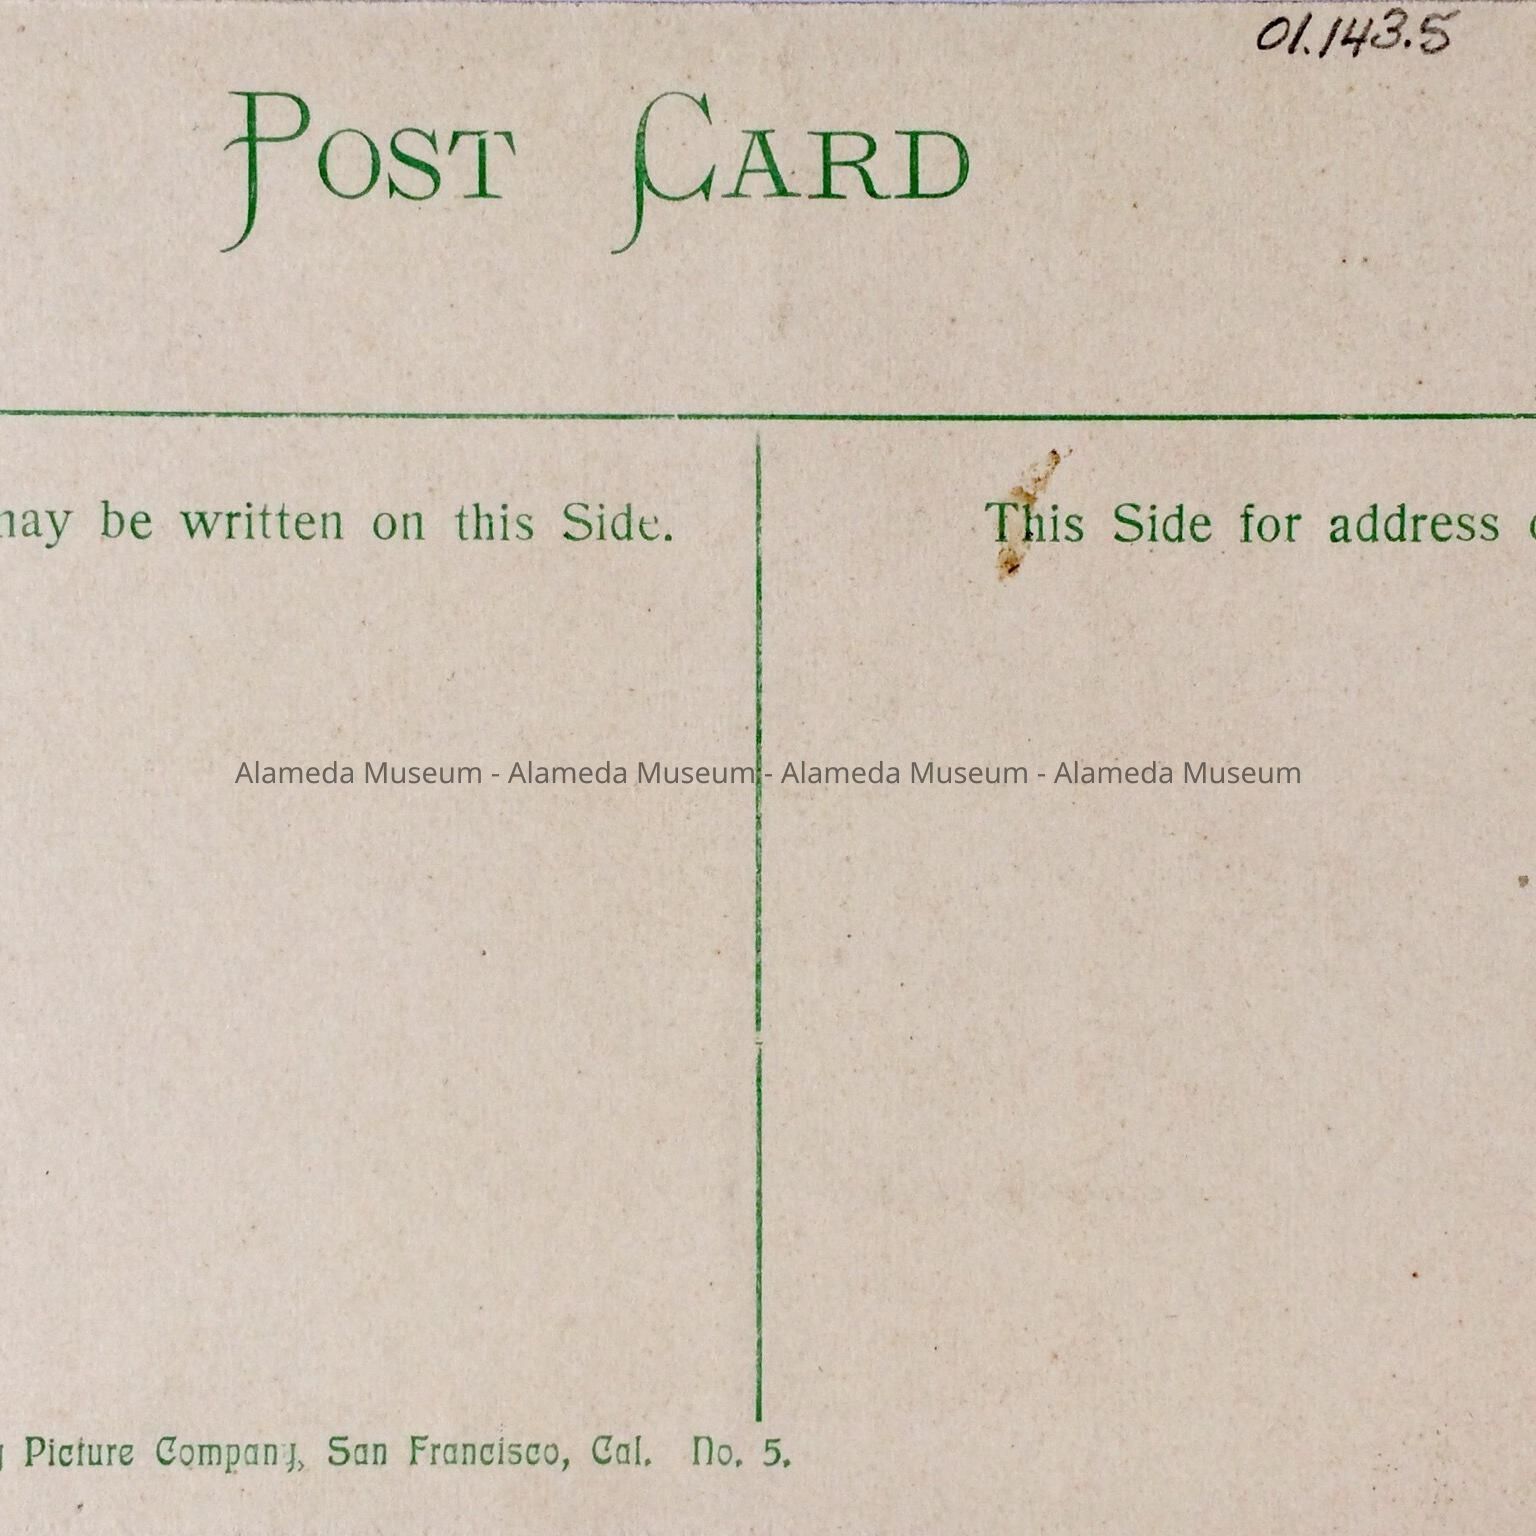 01.143.5
POST CARD
may be written on this Side.
This Side for address
Alameda Museum - Alameda Museum - Alameda Museum - Alameda Museum
Picture Company, San Francisco, Cal. No. 5.